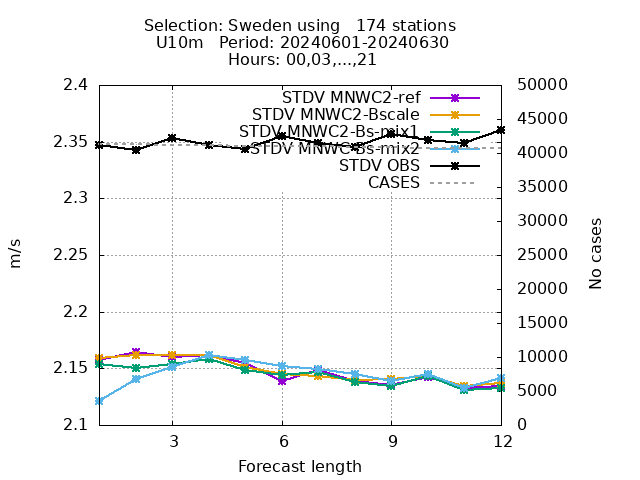 Selection: Sweden using   174 stations
U10m   Period: 20240601-20240630
Hours: 00,03,...,21
STDV MNWC2-ref
STDV MNWC2-Bscale
STDV MNWC2-Bs-mix1
STDV MNWC2-Bs-mix2
STDV OBS
CASES
2.4
2.35
2.3
2.25
2.2
2.15
2.1
m/s
50000
45000
40000
35000
30000
25000
20000
15000
10000
5000
0
No cases
3
6
9
12
Forecast length